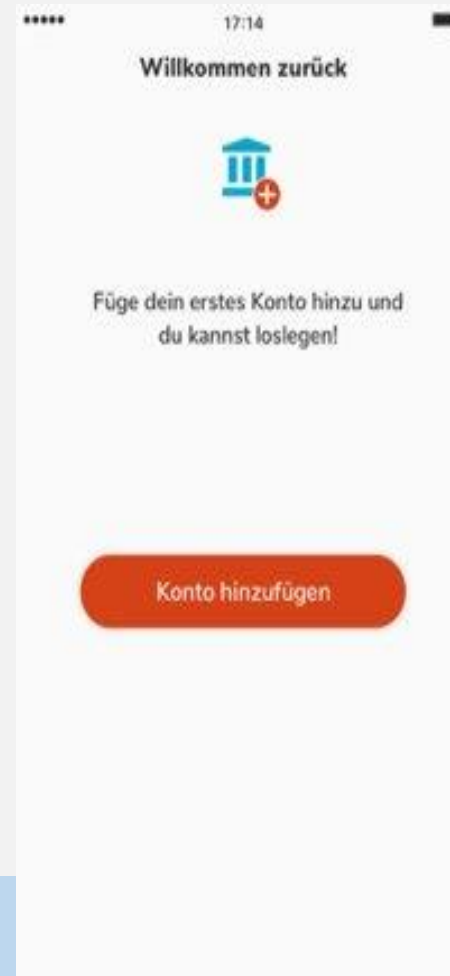 17:14
Willkommen zurück
Füge dein erstes Konto hinzu und
du kannst loslegen!
Konto hinzufügen